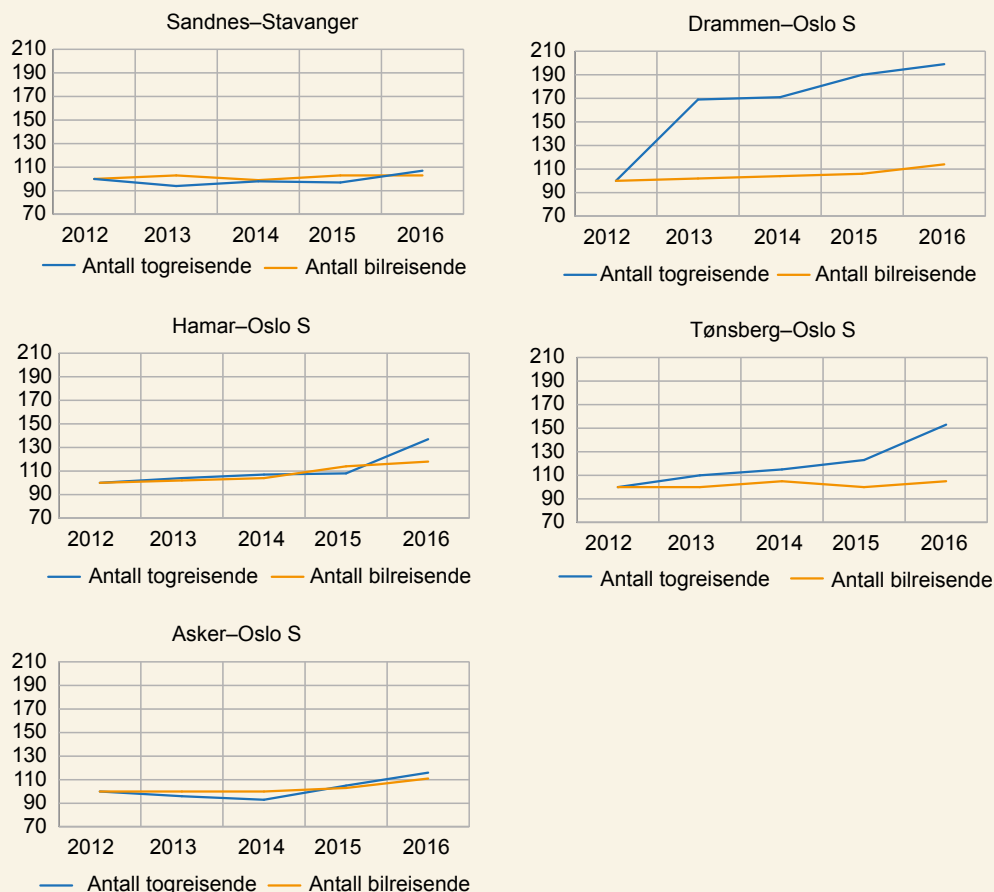 Sandnes–Stavanger
210
190
170
150
130
110
90
70
2012 2013 2014 2015 2016
Antall togreisende Antall bilreisende
Drammen–Oslo S
210
190
170
150
130
110
90
70
2012 2013 2014 2015 2016
Antall togreisende Antall bilreisende
Hamar–Oslo S
210
190
170
150
130
110
90
70
2012 2013 2014 2015 2016
Antall togreisende Antall bilreisende
Tønsberg–Oslo S
210
190
170
150
130
110
90
70
2012 2013 2014 2015 2016
Antall togreisende Antall bilreisende
Asker–Oslo S
210
190
170
150
130
110
90
70
2012 2013 2014 2015 2016
Antall togreisende Antall bilreisende